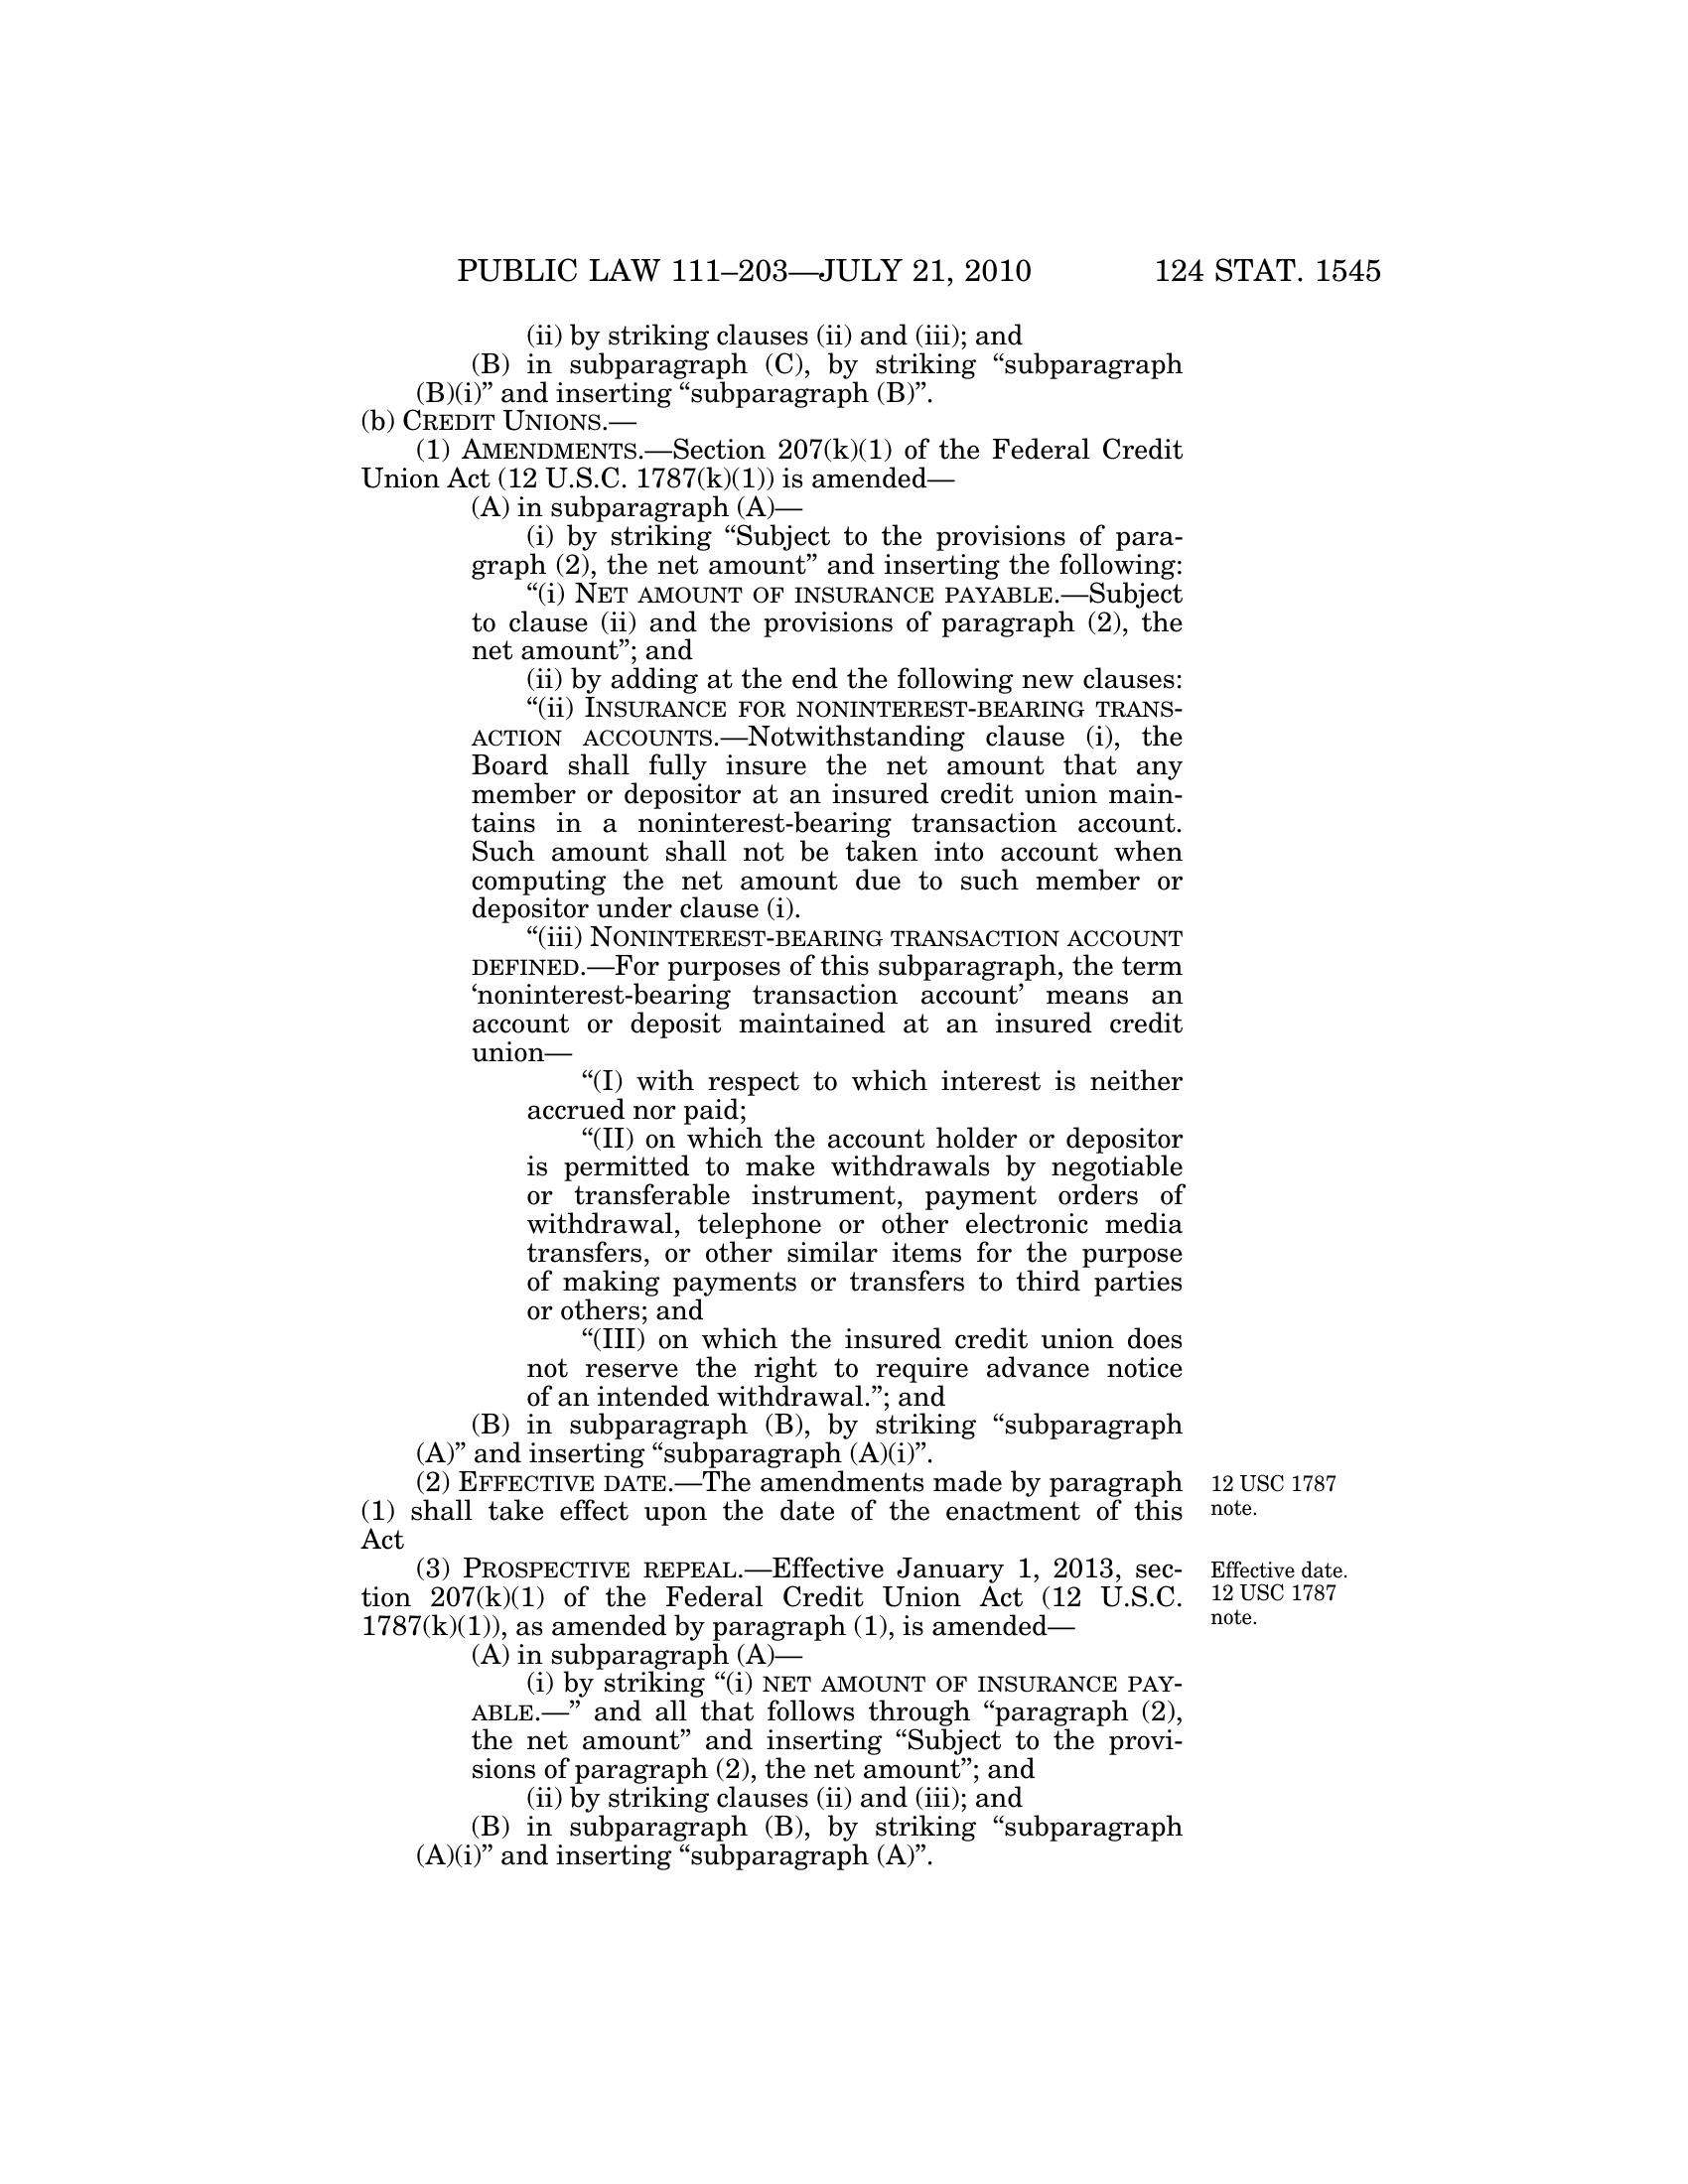 PUBLIC LAW 111–203—JULY 21, 2010 124 STAT. 1545
(ii) by striking clauses (ii) and (iii); and
(B) in subparagraph (C), by striking “subparagraph
(B)(i)” and inserting “subparagraph (B)”.
(b) CREDIT UNIONS.—
(1) AMENDMENTS.—Section 207(k)(1) of the Federal Credit
Union Act (12 U.S.C. 1787(k)(1)) is amended—
(A) in subparagraph (A)—
(i) by striking “Subject to the provisions of para-
graph (2), the net amount” and inserting the following:
“(i) NET AMOUNT OF INSURANCE PAYABLE.—Subject
to clause (ii) and the provisions of paragraph (2), the
net amount”; and
(ii) by adding at the end the following new clauses:
“(ii) INSURANCE FOR NONINTEREST-BEARING TRANS-
ACTION ACCOUNTS.—Notwithstanding clause (i), the
Board shall fully insure the net amount that any
member or depositor at an insured credit union main-
tains in a noninterest-bearing transaction account.
Such amount shall not be taken into account when
computing the net amount due to such member or
depositor under clause (i).
“(iii) NONINTEREST-BEARING TRANSACTION ACCOUNT
DEFINED.—For purposes of this subparagraph, the term
‘noninterest-bearing transaction account’ means an
account or deposit maintained at an insured credit
union—
“(I) with respect to which interest is neither
accrued nor paid;
“(II) on which the account holder or depositor
is permitted to make withdrawals by negotiable
or transferable instrument, payment orders of
withdrawal, telephone or other electronic media
transfers, or other similar items for the purpose
of making payments or transfers to third parties
or others; and
“(III) on which the insured credit union does
not reserve the right to require advance notice
of an intended withdrawal.”; and
(B) in subparagraph (B), by striking “subparagraph
(A)” and inserting “subparagraph (A)(i)”.
(2) EFFECTIVE DATE.—The amendments made by paragraph
(1) shall take effect upon the date of the enactment of this
Act
12 USC 1787
note.
(3) PROSPECTIVE REPEAL.—Effective January 1, 2013, sec-
tion 207(k)(1) of the Federal Credit Union Act (12 U.S.C.
1787(k)(1)), as amended by paragraph (1), is amended—
Effective date.
12 USC 1787
note.
(A) in subparagraph (A)—
(i) by striking “(i) NET AMOUNT OF INSURANCE PAY-
ABLE.—” and all that follows through “paragraph (2),
the net amount” and inserting “Subject to the provi-
sions of paragraph (2), the net amount”; and
(ii) by striking clauses (ii) and (iii); and
(B) in subparagraph (B), by striking “subparagraph
(A)(i)” and inserting “subparagraph (A)”.